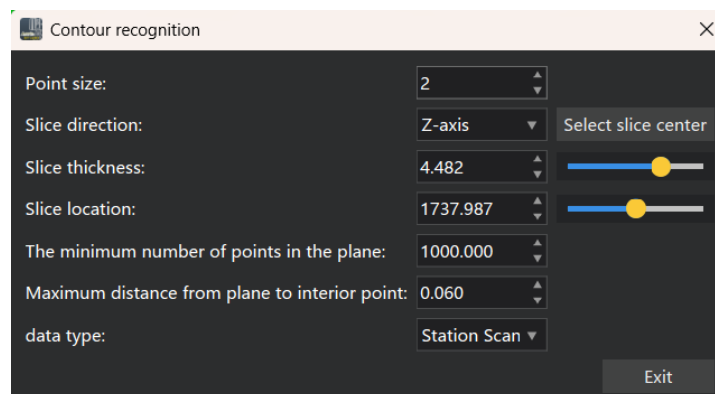 Contour recognition
Point size: 2
Slice direction: Z-axis Select slice center
Slice thickness: 4.482
Slice location: 1737.987
The minimum number of points in the plane: 1000.000
Maximum distance from plane to interior point: 0.060
data type: Station Scan
Exit